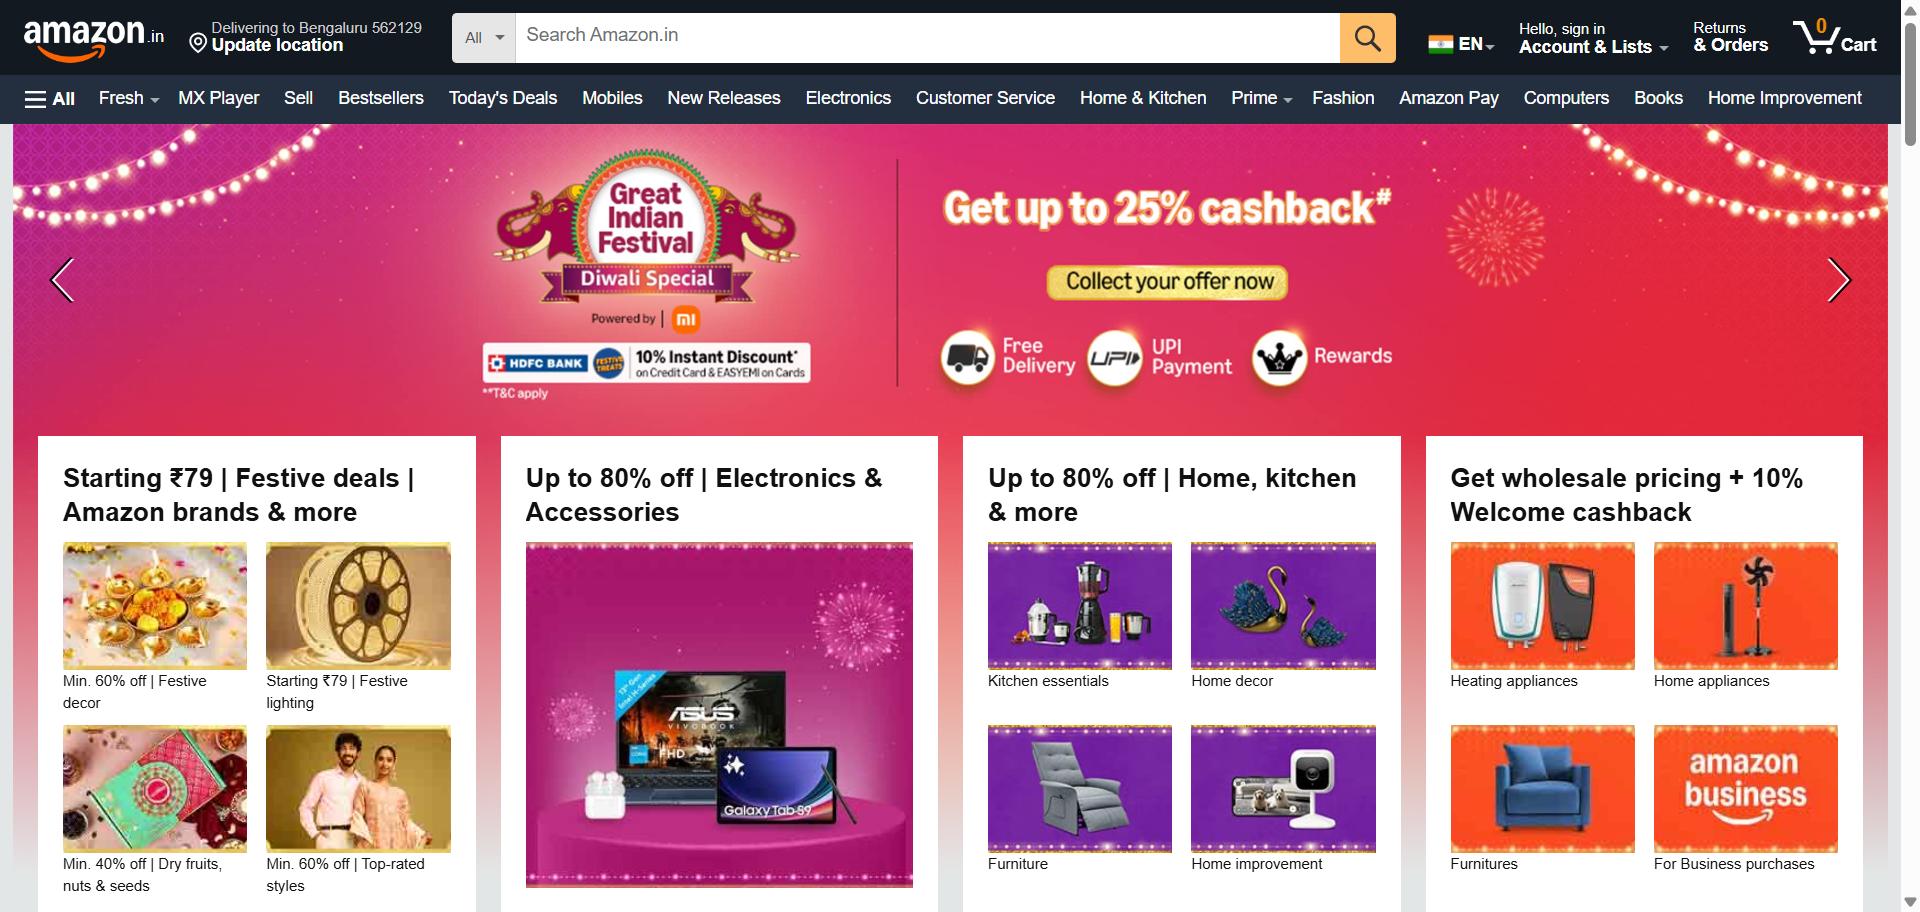 amazon.in
Delivering to Bengaluru 562129
Update location
All
Search Amazon.in
EN
Hello, sign in
Account & Lists
Returns
& Orders
0
Cart
All
Fresh
MX Player
Sell
Bestsellers
Today's Deals
Mobiles
New Releases
Electronics
Customer Service
Home & Kitchen
Prime
Fashion
Amazon Pay
Computers
Books
Home Improvement
Great
Indian
Festival
Diwali Special
Powered by | mi
HDFC BANK
FESTIVE
TREATS
10% Instant Discount*
on Credit Card & EASYEMI on Cards
**T&C apply
Get up to 25% cashback#
Collect your offer now
Free
Delivery
UPI
UPI
Payment
Rewards
Starting ₹79 | Festive deals |
Amazon brands & more
Min. 60% off | Festive
decor
Starting ₹79 | Festive
lighting
Min. 40% off | Dry fruits,
nuts & seeds
Min. 60% off | Top-rated
styles
Up to 80% off | Electronics &
Accessories
13th Gen
Intel H-Series
ASUS
VIVOBOOK
FHD
Galaxy Tab S9
Up to 80% off | Home, kitchen
& more
Kitchen essentials
Home decor
Furniture
Home improvement
Get wholesale pricing + 10%
Welcome cashback
Heating appliances
Home appliances
Furnitures
amazon
business
For Business purchases